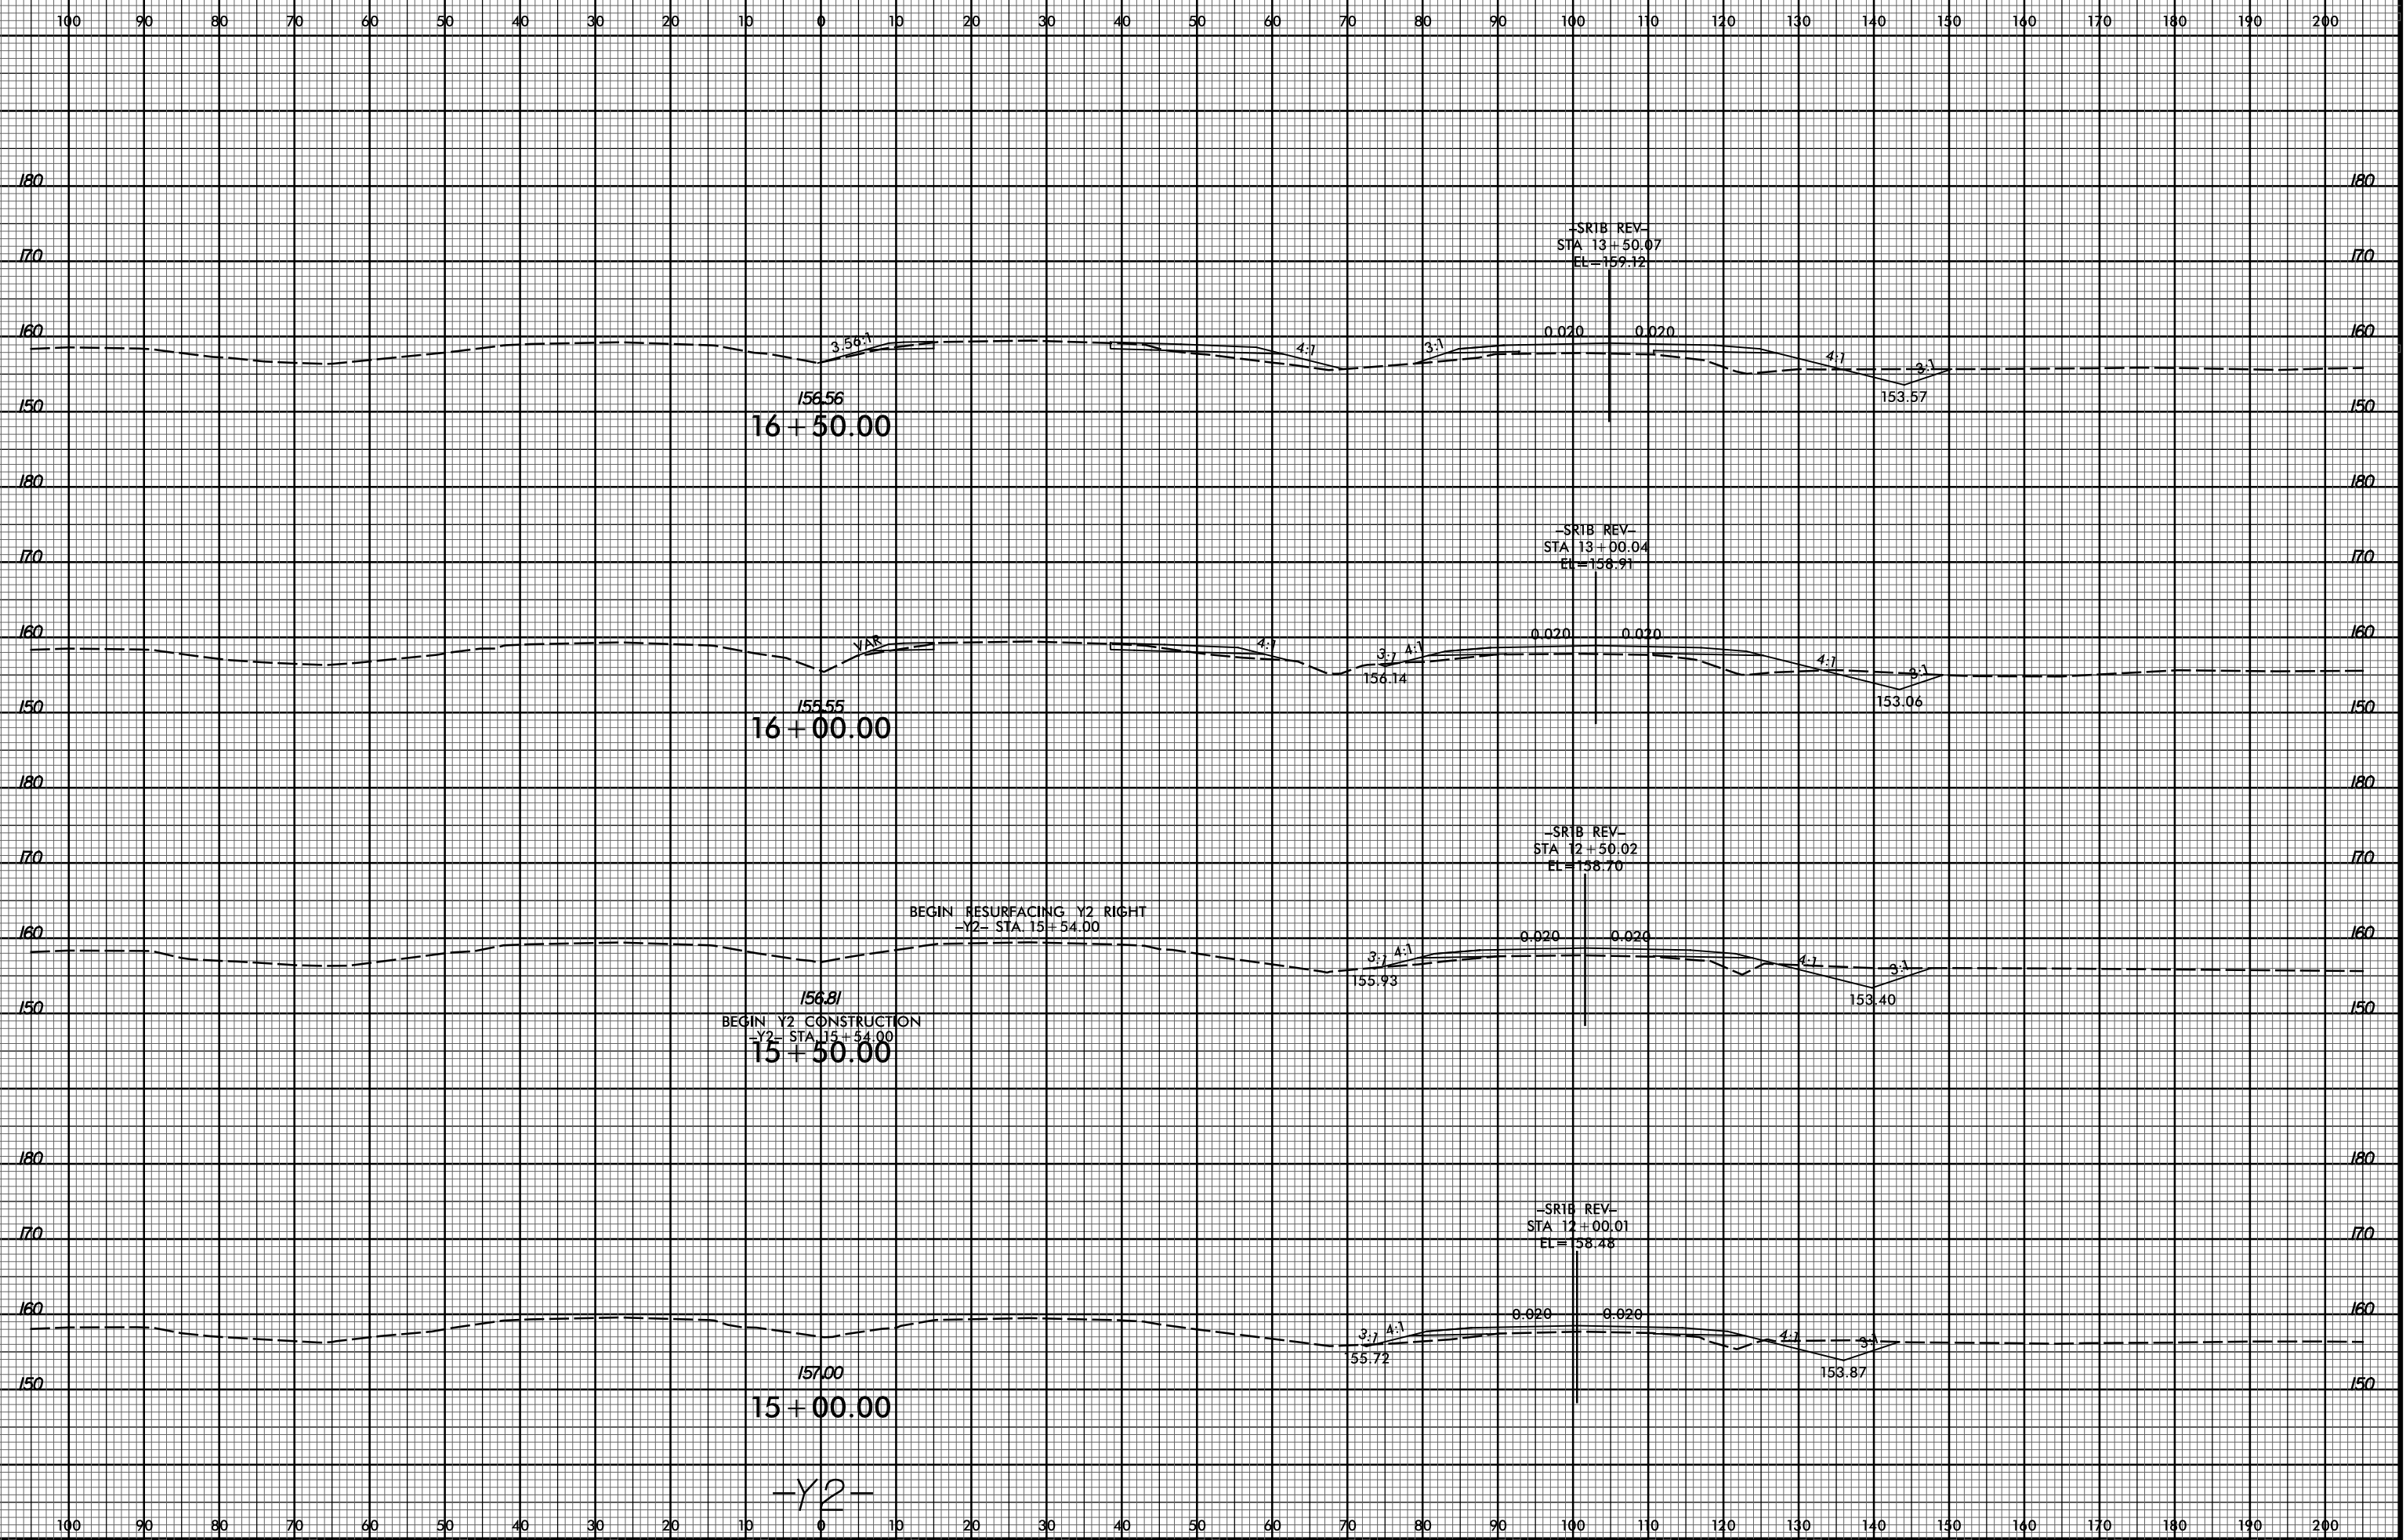 100 90 80 70 60 50 40 30 20 10 0 10 20 30 40 50 60 70 80 90 100 110 120 130 140 150 160 170 180 190 200
180 180
-SR1B REV-
STA 13+50.07
EL=159.12
170 170
160 160
0.020 0.020
3.56:1 4:1 3:1 4:1 3:1
153.57
156.56
150 150
16+50.00
180 180
-SR1B REV-
STA 13+00.04
EL=158.91
170 170
160 160
0.020 0.020
VAR 4:1 3:1 4:1 4:1 3:1
156.14
153.06
155.55
150 150
16+00.00
180 180
-SR1B REV-
STA 12+50.02
EL=158.70
170 170
BEGIN RESURFACING Y2 RIGHT
-Y2- STA. 15+54.00
160 160
0.020 0.020
3:1 4:1 4:1 3:1
155.93
153.40
156.81
150 150
BEGIN Y2 CONSTRUCTION
-Y2- STA. 15+54.00
15+50.00
180 180
-SR1B REV-
STA 12+00.01
EL=158.48
170 170
160 160
0.020 0.020
3:1 4:1 4:1 3:1
155.72
153.87
157.00
150 150
15+00.00
-Y2-
100 90 80 70 60 50 40 30 20 10 0 10 20 30 40 50 60 70 80 90 100 110 120 130 140 150 160 170 180 190 200